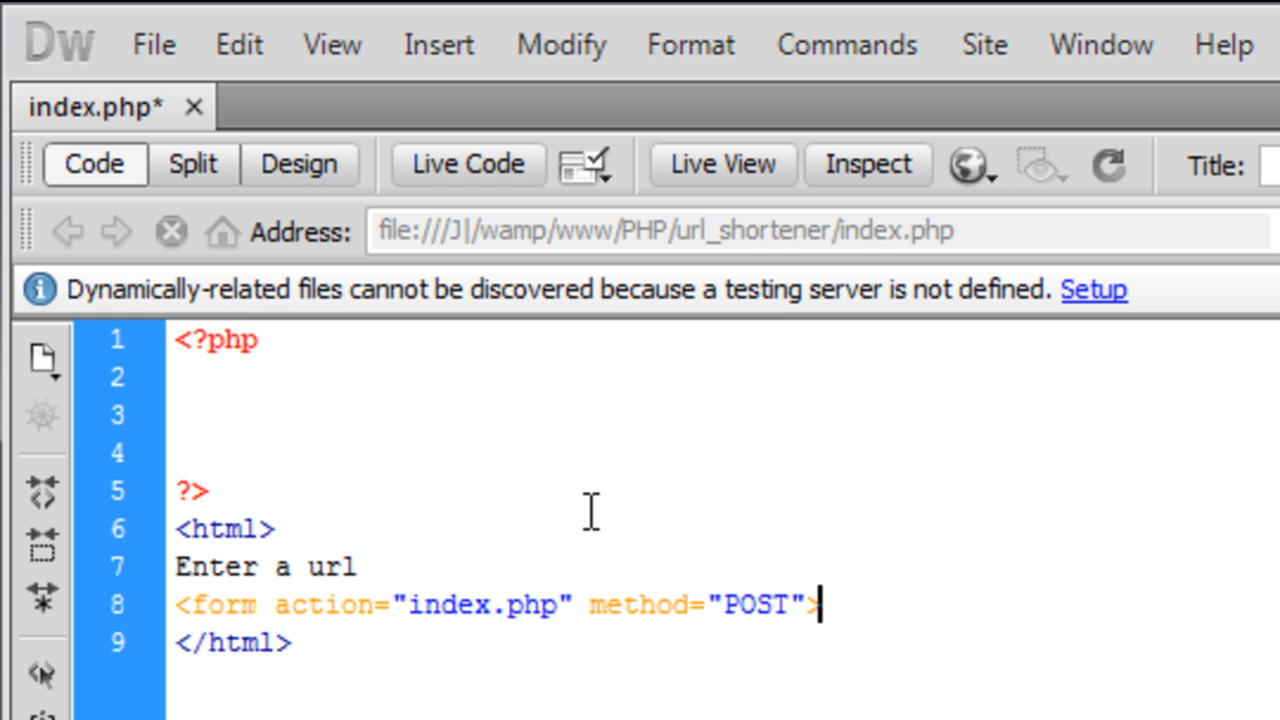 Dw File Edit View Insert Modify Format Commands Site Window Help
index.php*
Code Split Design Live Code Live View Inspect Title:
Address: file:///J|/wamp/www/PHP/url_shortener/index.php
Dynamically-related files cannot be discovered because a testing server is not defined. Setup
1 <?php
2
3
4
5 ?>
6 <html>
7 Enter a url
8 <form action="index.php" method="POST">
9 </html>